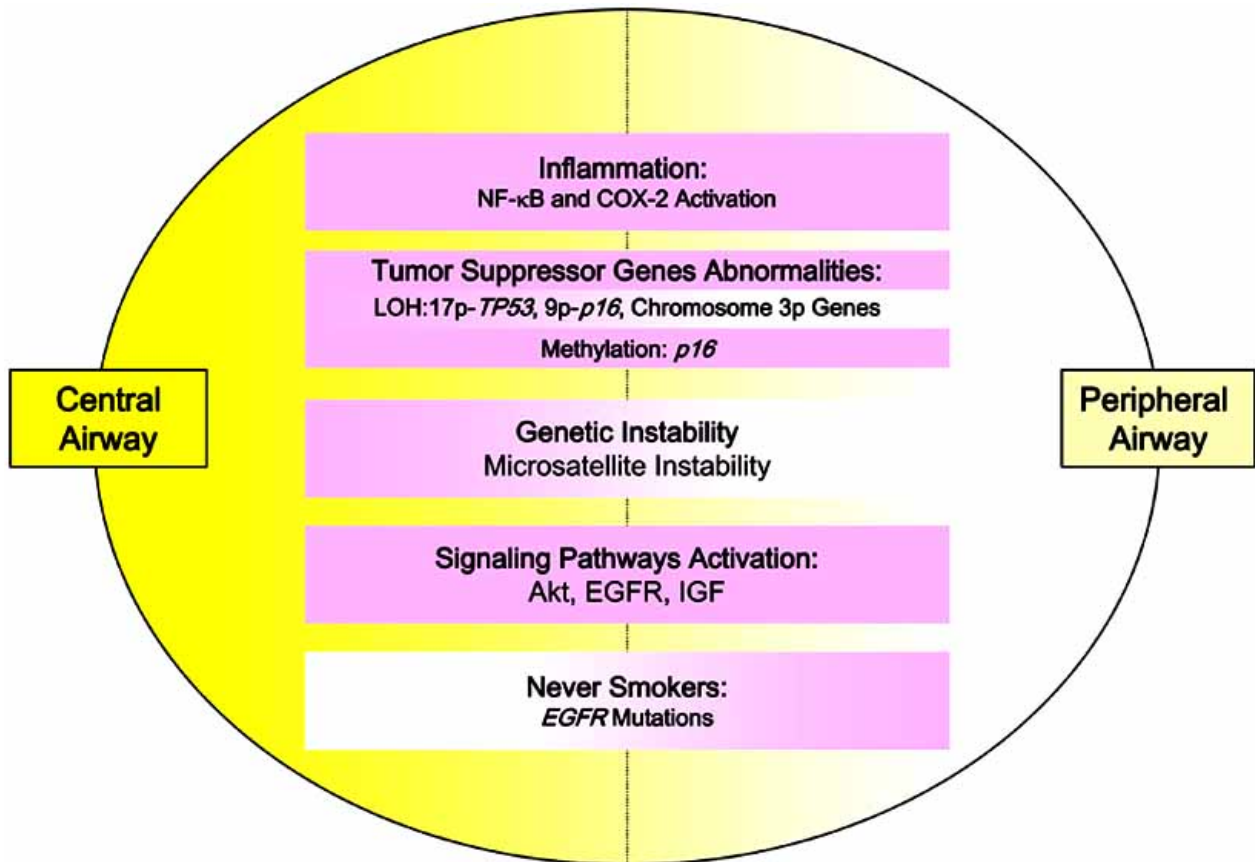 Inflammation:
NF-κB and COX-2 Activation
Tumor Suppressor Genes Abnormalities:
LOH:17p-TP53, 9p-p16, Chromosome 3p Genes
Methylation: p16
Central
Airway
Peripheral
Airway
Genetic Instability
Microsatellite Instability
Signaling Pathways Activation:
Akt, EGFR, IGF
Never Smokers:
EGFR Mutations